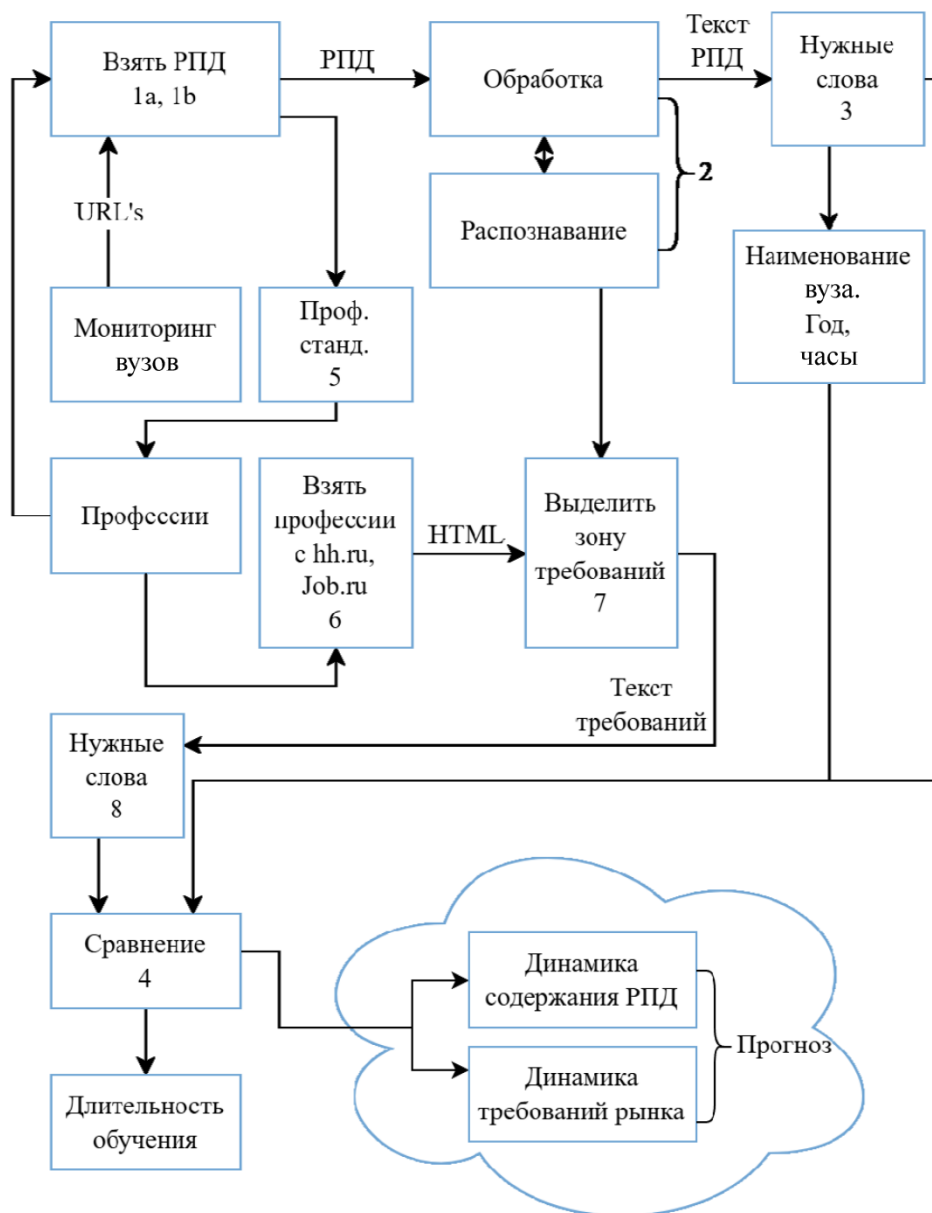 Взять РПД
1a, 1b
РПД
Обработка
Текст
РПД
Нужные
слова
3
2
URL's
Распознавание
Наименование
вуза.
Год,
часы
Мониторинг
вузов
Проф.
станд.
5
Профсссии
Взять
профессии
с hh.ru,
Job.ru
6
HTML
Выделить
зону
требований
7
Текст
требований
Нужные
слова
8
Сравнение
4
Динамика
содержания РПД
Прогноз
Динамика
требований рынка
Длительность
обучения